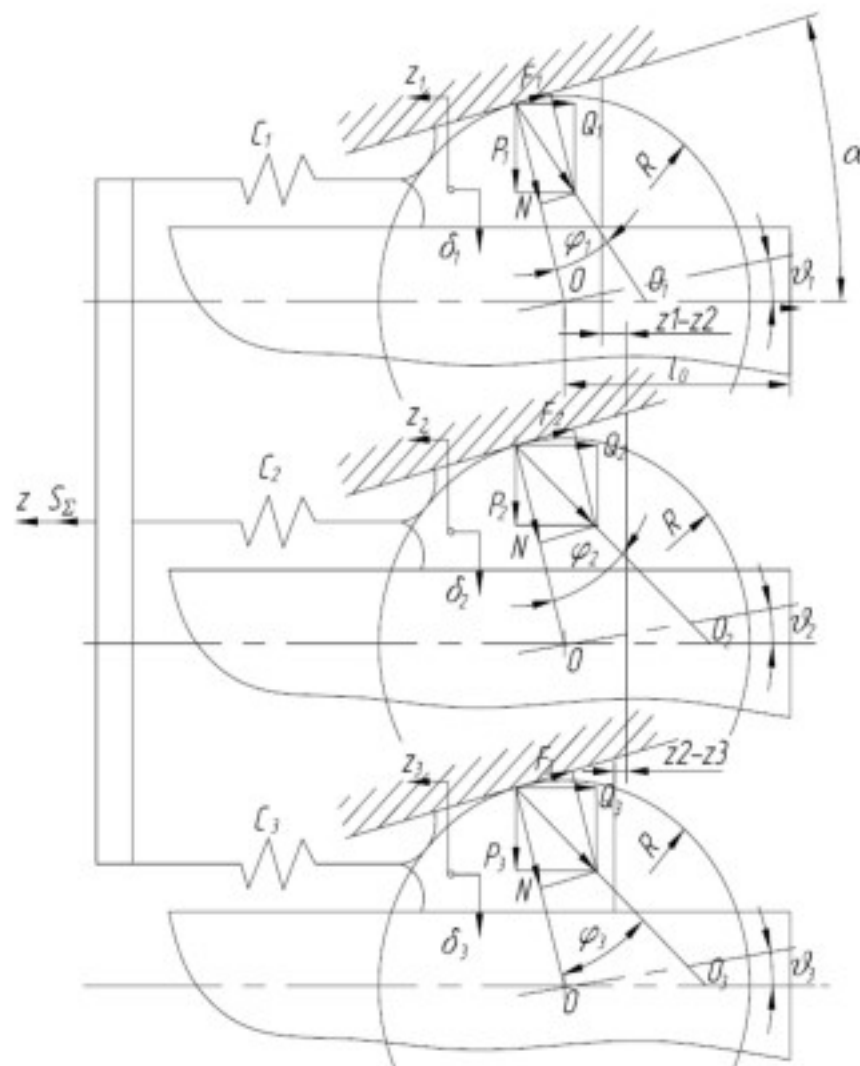 z₁ F₁
C₁ P₁ Q₁ R α
N
δ₁ φ₁ ϑ₁
O O₁
z1-z2
l₀
z₂ F₂
C₂ P₂ Q₂ R
z S_Σ N
δ₂ φ₂ ϑ₂
O O₂
z₃ F₃ z2-z3
C₃ P₃ Q₃ R
N
δ₃ φ₃ ϑ₃
O O₃